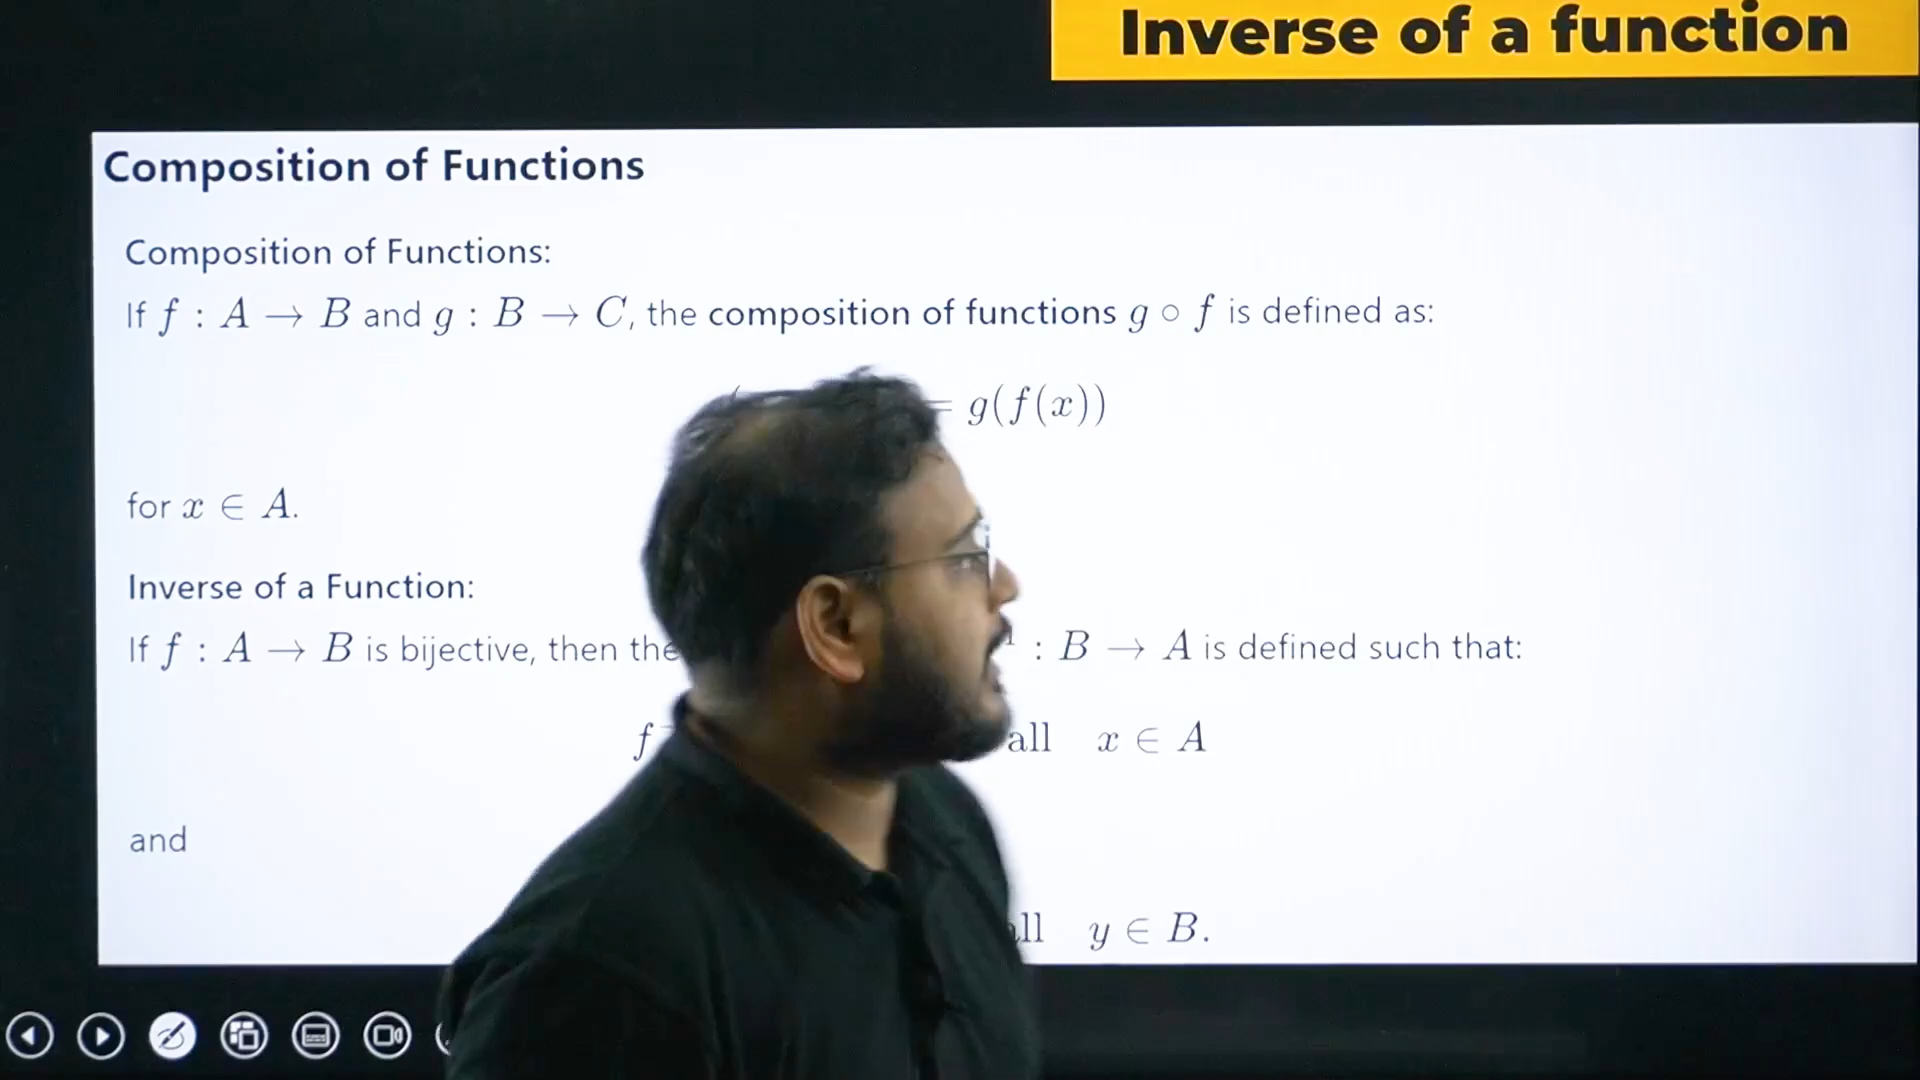 Inverse of a function
Composition of Functions
Composition of Functions:
If f : A → B and g : B → C, the composition of functions g ∘ f is defined as:
= g(f(x))
for x ∈ A.
Inverse of a Function:
If f : A → B is bijective, then the : B → A is defined such that:
f all x ∈ A
and
y ∈ B.